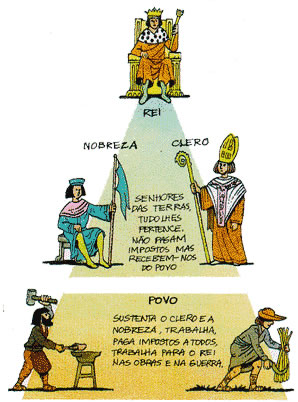 REI
NOBREZA
CLERO
SENHORES
DAS TERRAS,
TUDO LHES
PERTENCE,
NÃO PAGAM
IMPOSTOS MAS
RECEBEM-NOS
DO POVO
POVO
SUSTENTA O CLERO E A
NOBREZA, TRABALHA,
PAGA IMPOSTOS A TODOS,
TRABALHA PARA O REI
NAS OBRAS E NA GUERRA.